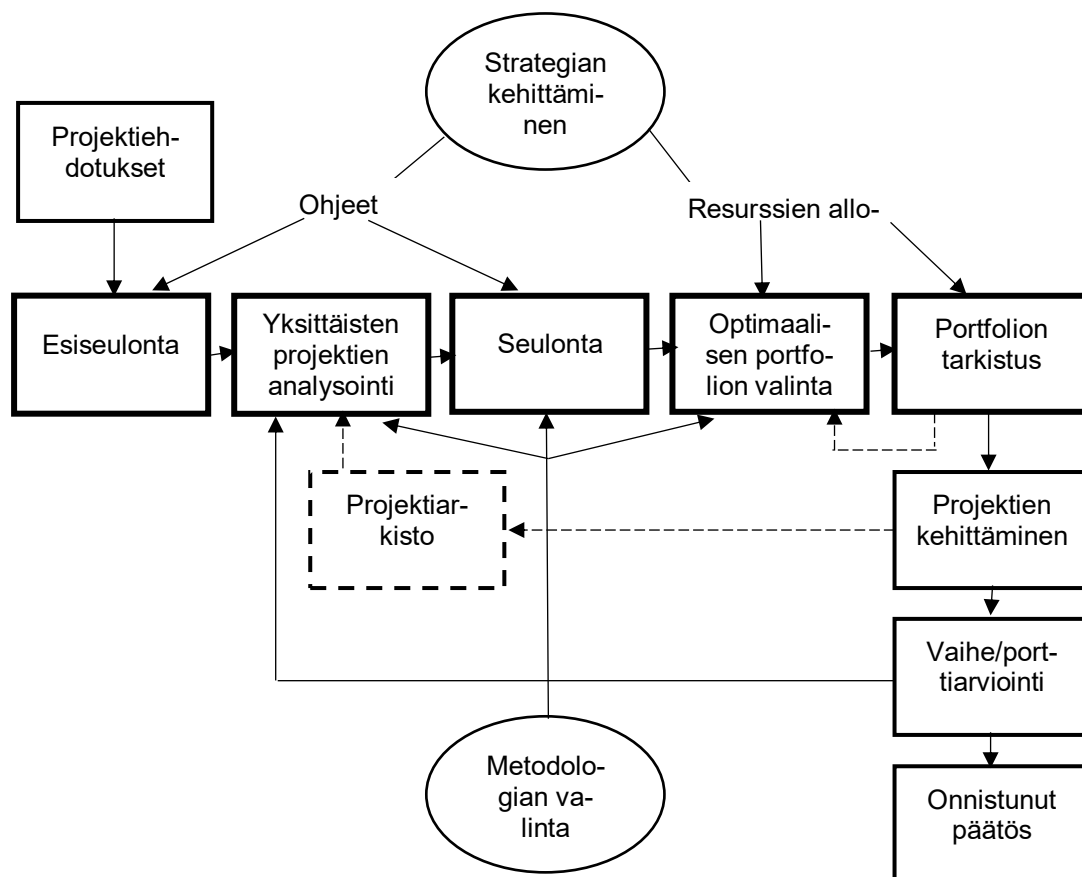 Strategian
kehittämi-
nen
Projektieh-
dotukset
Ohjeet
Resurssien allo-
Esiseulonta
Yksittäisten
projektien
analysointi
Seulonta
Optimaali-
sen portfo-
lion valinta
Portfolion
tarkistus
Projektiar-
kisto
Projektien
kehittäminen
Vaihe/port-
tiarviointi
Metodolo-
gian va-
linta
Onnistunut
päätös